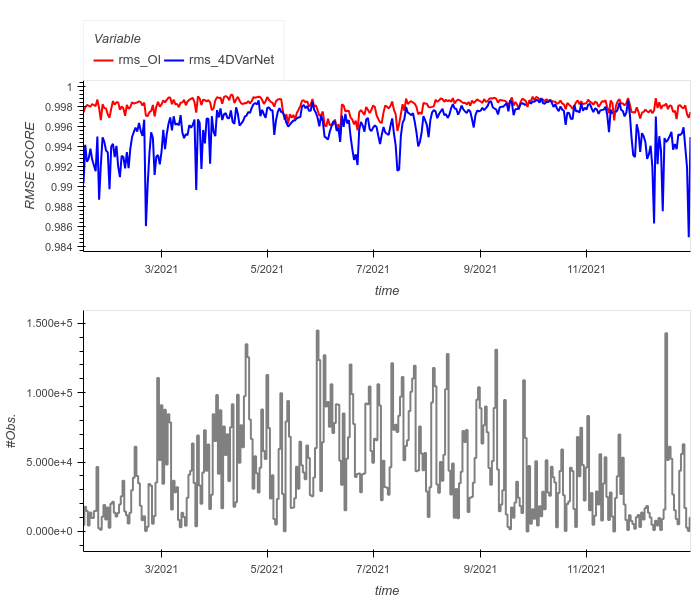 Variable
rms_OI rms_4DVarNet
1
0.998
0.996
0.994
0.992
0.99
0.988
0.986
0.984
RMSE SCORE
3/2021 5/2021 7/2021 9/2021 11/2021
time
1.500e+5
1.000e+5
5.000e+4
0.000e+0
#Obs.
3/2021 5/2021 7/2021 9/2021 11/2021
time